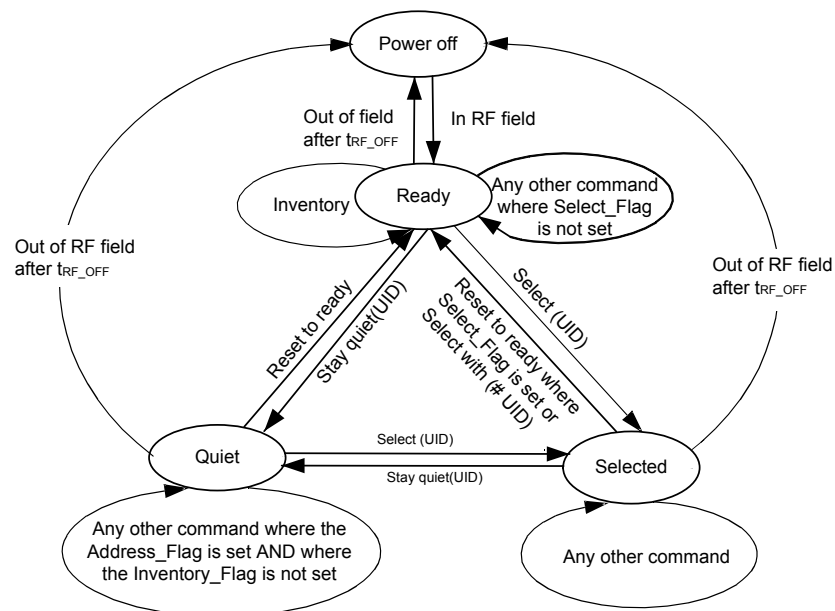 Power off
Out of field
after tRF_OFF
In RF field
Inventory
Ready
Any other command
where Select_Flag
is not set
Out of RF field
after tRF_OFF
Out of RF field
after tRF_OFF
Reset to ready
Stay quiet(UID)
Select (UID)
Reset to ready where
Select_Flag is set or
Select with (# UID)
Quiet
Select (UID)
Stay quiet(UID)
Selected
Any other command where the
Address_Flag is set AND where
the Inventory_Flag is not set
Any other command